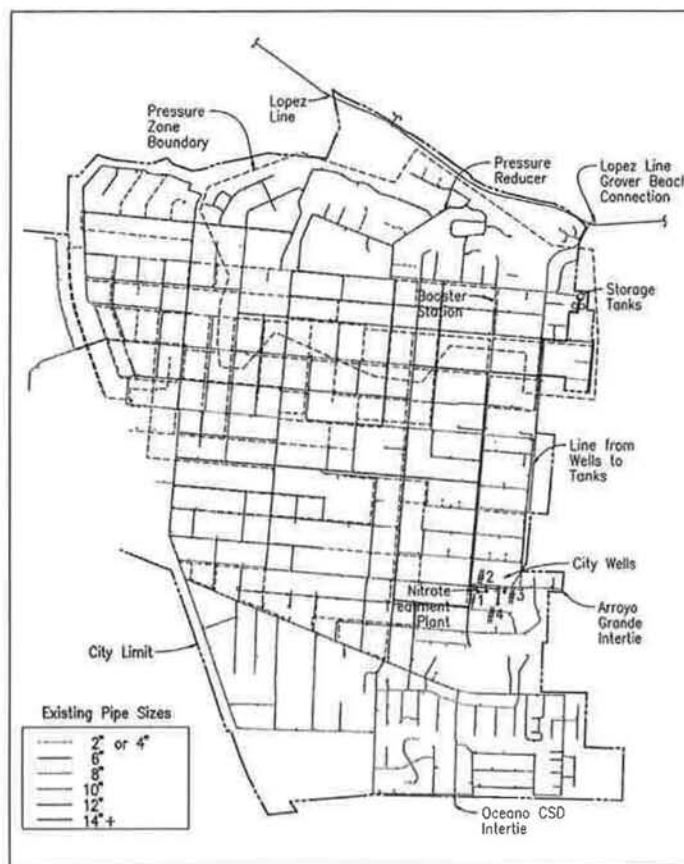 Lopez
Line
Pressure
Zone
Boundary
Pressure
Reducer
Lopez Line
Grover Beach
Connection
Booster
Station
Storage
Tanks
Line from
Wells to
Tanks
City Wells
#2
Nitrote
eatment
Plant
#1
#3
#4
Arroyo
Grande
Intertie
City Limit
Existing Pipe Sizes
2" or 4"
6"
8"
10"
12"
14"+
Oceano CSD
Intertie